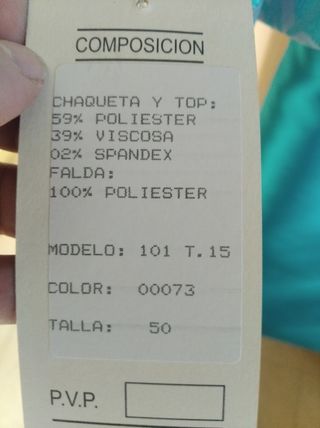 COMPOSICION
CHAQUETA Y TOP:
59% POLIESTER
39% VISCOSA
02% SPANDEX
FALDA:
100% POLIESTER
MODELO: 101 T.15
COLOR: 00073
TALLA: 50
P.V.P.